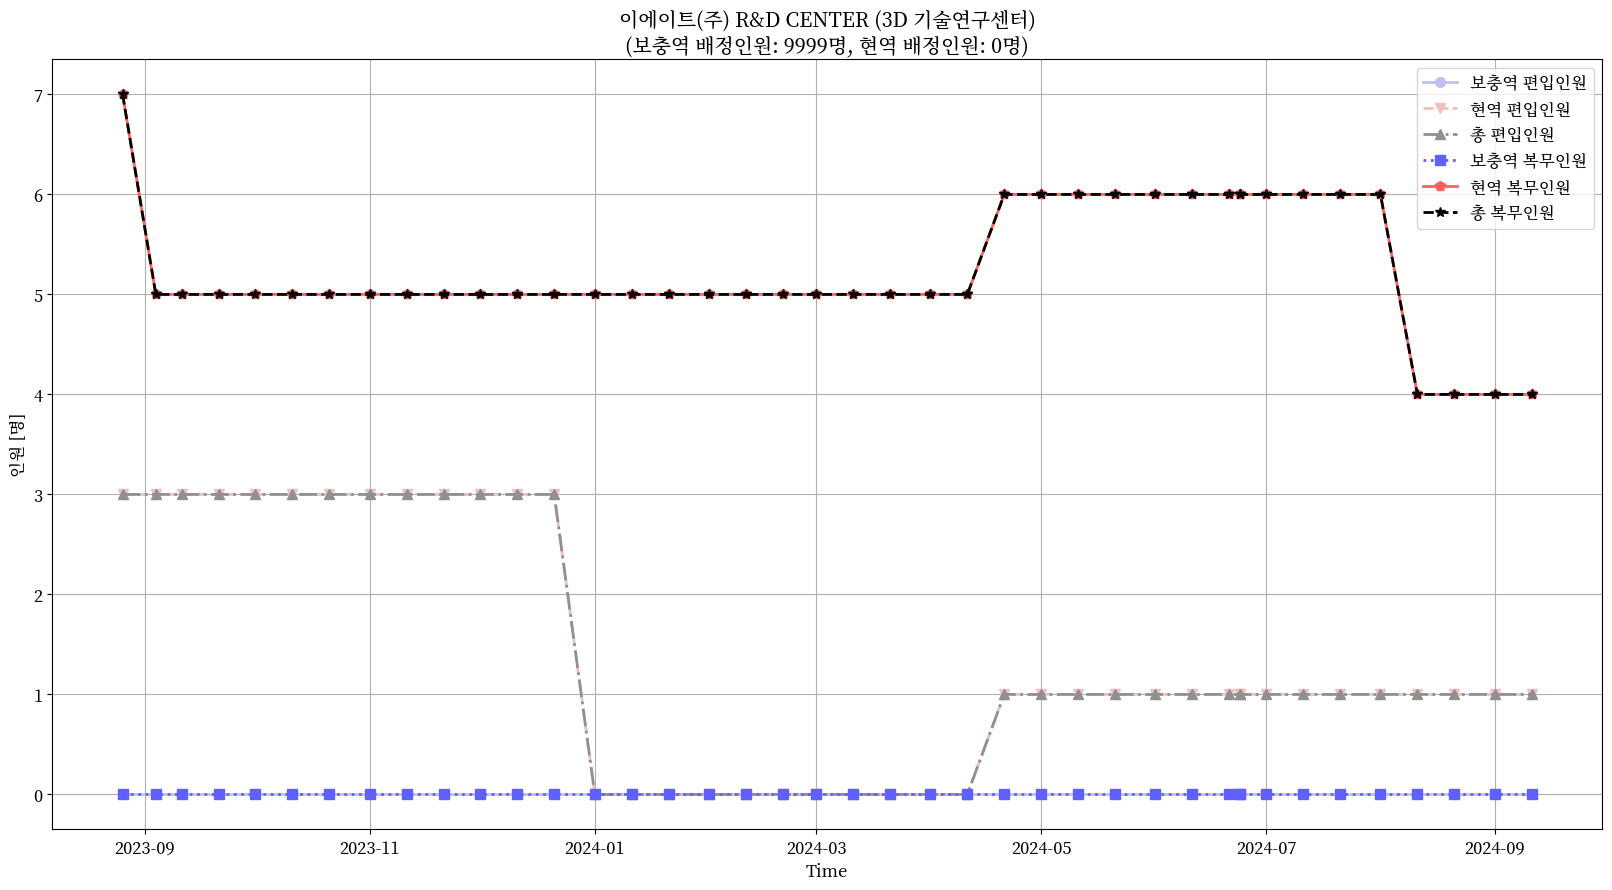 이에이트(주) R&D CENTER (3D 기술연구센터)
(보충역 배정인원: 9999명, 현역 배정인원: 0명)
보충역 편입인원
현역 편입인원
총 편입인원
보충역 복무인원
현역 복무인원
총 복무인원
인원 [명]
7
6
5
4
3
2
1
0
2023-09
2023-11
2024-01
2024-03
2024-05
2024-07
2024-09
Time